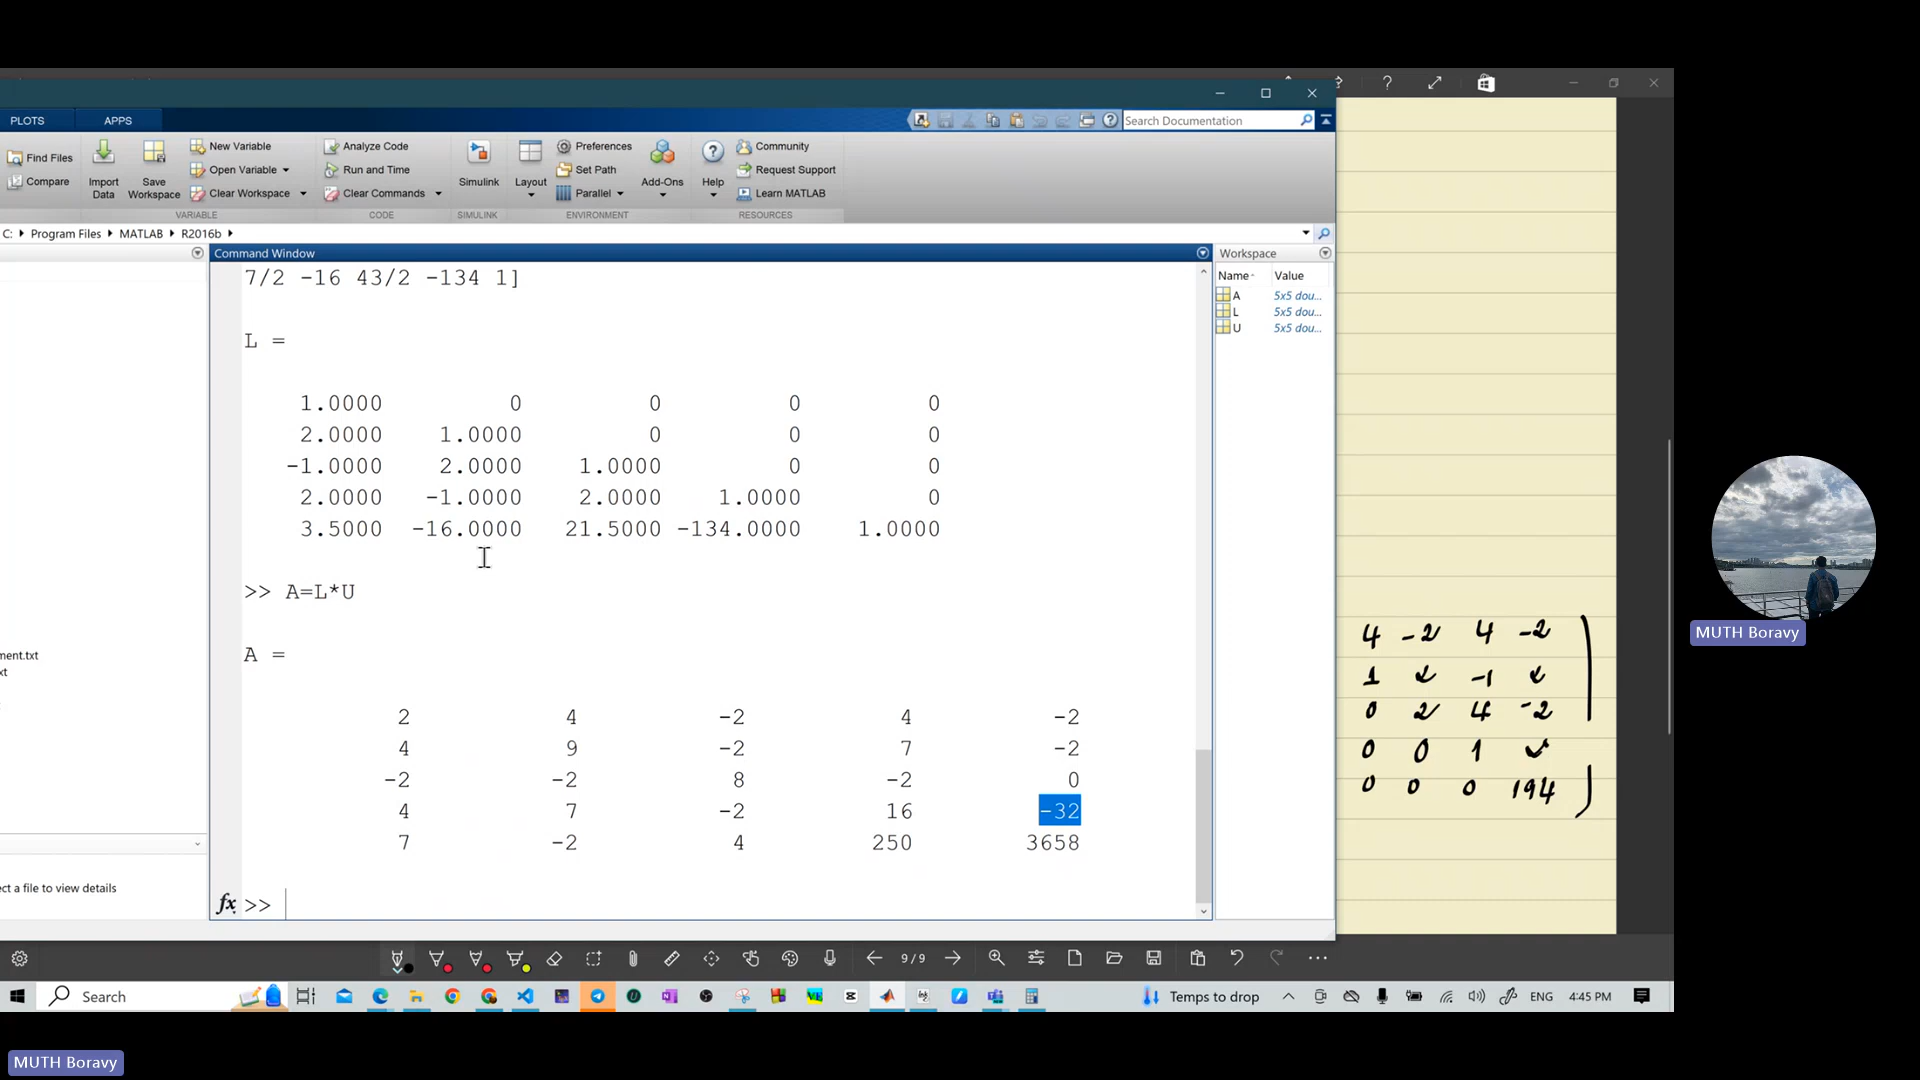 PLOTS APPS
Search Documentation
Find Files
Compare
Import Data
Save Workspace
New Variable
Open Variable
Clear Workspace
VARIABLE
Analyze Code
Run and Time
Clear Commands
CODE
Simulink
SIMULINK
Layout
Preferences
Set Path
Parallel
ENVIRONMENT
Add-Ons
Help
Community
Request Support
Learn MATLAB
RESOURCES
C: Program Files MATLAB R2016b
Command Window
7/2 -16 43/2 -134 1]
L =
1.0000 0 0 0 0
2.0000 1.0000 0 0 0
-1.0000 2.0000 1.0000 0 0
2.0000 -1.0000 2.0000 1.0000 0
3.5000 -16.0000 21.5000 -134.0000 1.0000
>> A=L*U
A =
2 4 -2 4 -2
4 9 -2 7 -2
-2 -2 8 -2 0
4 7 -2 16 -32
7 -2 4 250 3658
fx >>
Workspace
Name Value
A 5x5 dou...
L 5x5 dou...
U 5x5 dou...
ment.txt
xt
ect a file to view details
4 -2 4 -2
1 2 -1 2
0 2 4 -2
0 0 1
0 0 0 194
MUTH Boravy
9/9
Search
Temps to drop
ENG
4:45 PM
MUTH Boravy